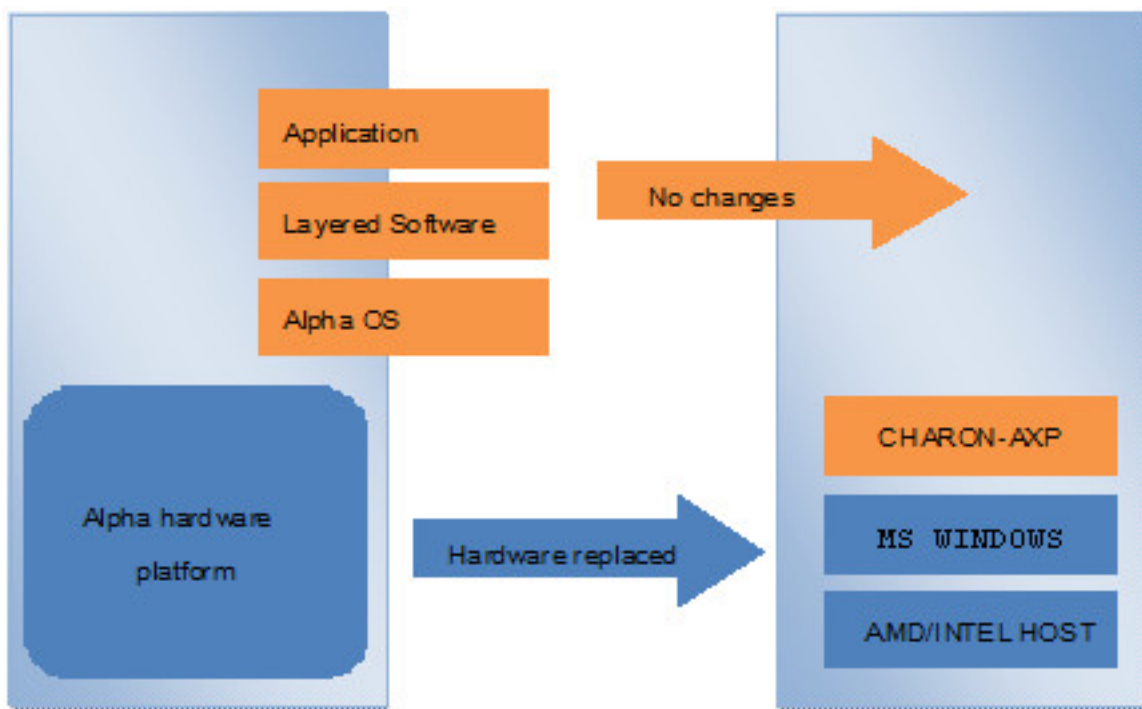 Application
Layered Software
Alpha OS
No changes
Alpha hardware
platform
Hardware replaced
CHARON-AXP
MS WINDOWS
AMD/INTEL HOST